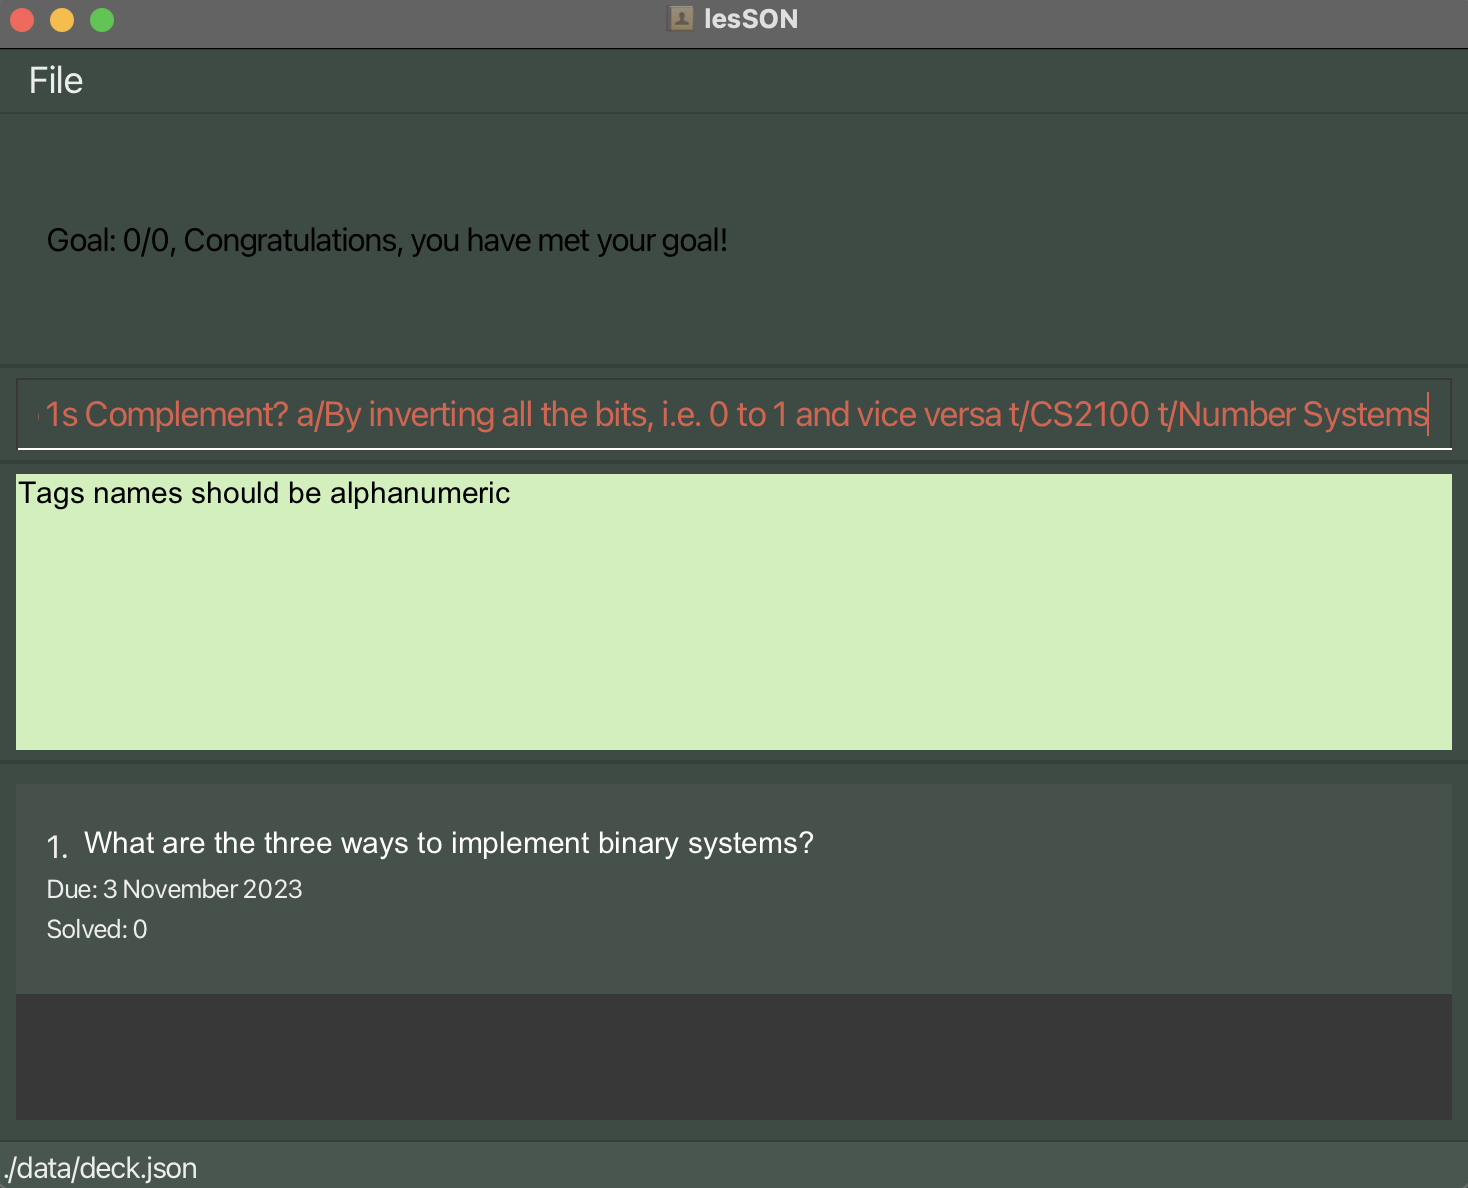 lesSON
File
Goal: 0/0, Congratulations, you have met your goal!
1s Complement? a/By inverting all the bits, i.e. 0 to 1 and vice versa t/CS2100 t/Number Systems
Tags names should be alphanumeric
1. What are the three ways to implement binary systems?
Due: 3 November 2023
Solved: 0
./data/deck.json